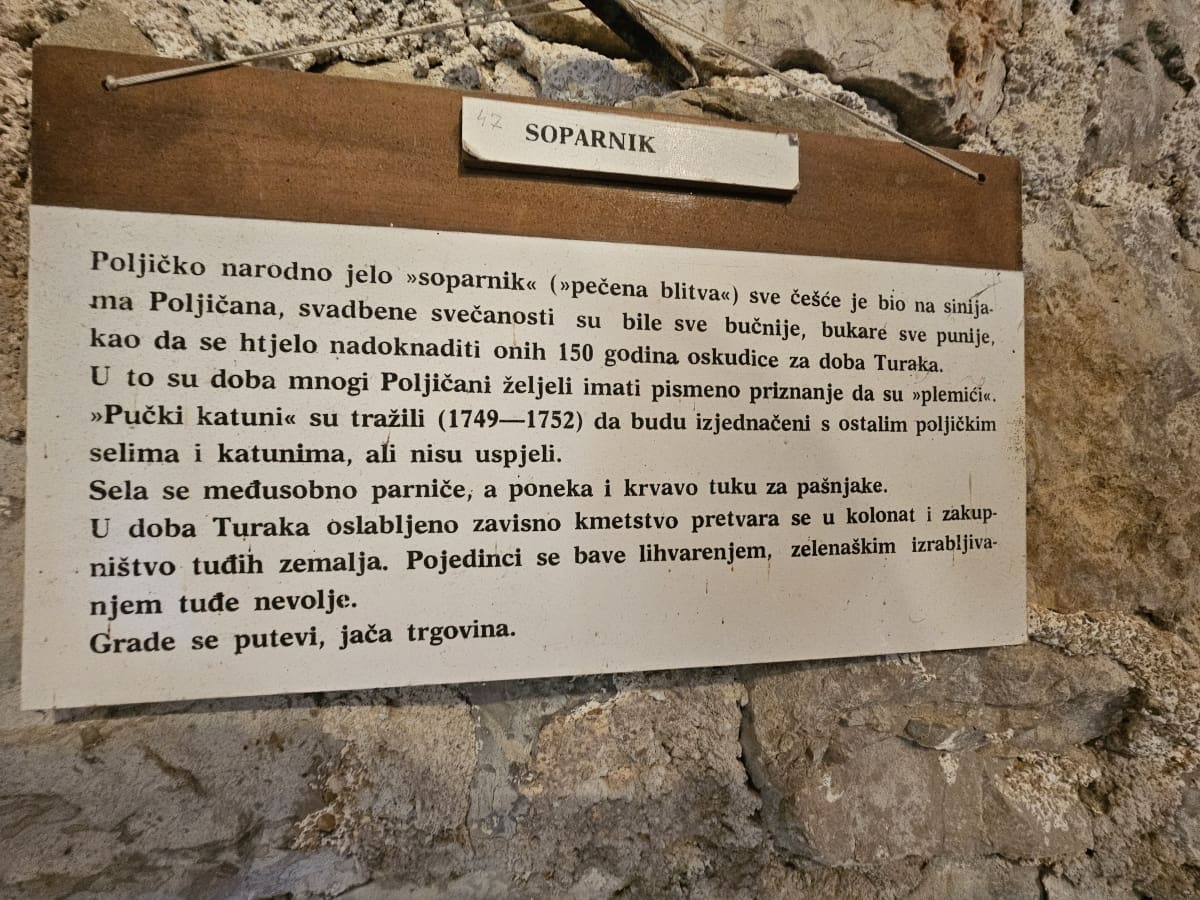 47
SOPARNIK
Poljičko narodno jelo »soparnik« (»pečena blitva«) sve češće je bio na sinija-
ma Poljičana, svadbene svečanosti su bile sve bučnije, bukare sve punije,
kao da se htjelo nadoknaditi onih 150 godina oskudice za doba Turaka.
U to su doba mnogi Poljičani željeli imati pismeno priznanje da su »plemići«.
»Pučki katuni« su tražili (1749—1752) da budu izjednačeni s ostalim poljičkim
selima i katunima, ali nisu uspjeli.
Sela se međusobno parniče, a poneka i krvavo tuku za pašnjake.
U doba Turaka oslabljeno zavisno kmetstvo pretvara se u kolonat i zakup-
ništvo tuđih zemalja. Pojedinci se bave lihvarenjem, zelenaškim izrabljiva-
njem tuđe nevolje.
Grade se putevi, jača trgovina.